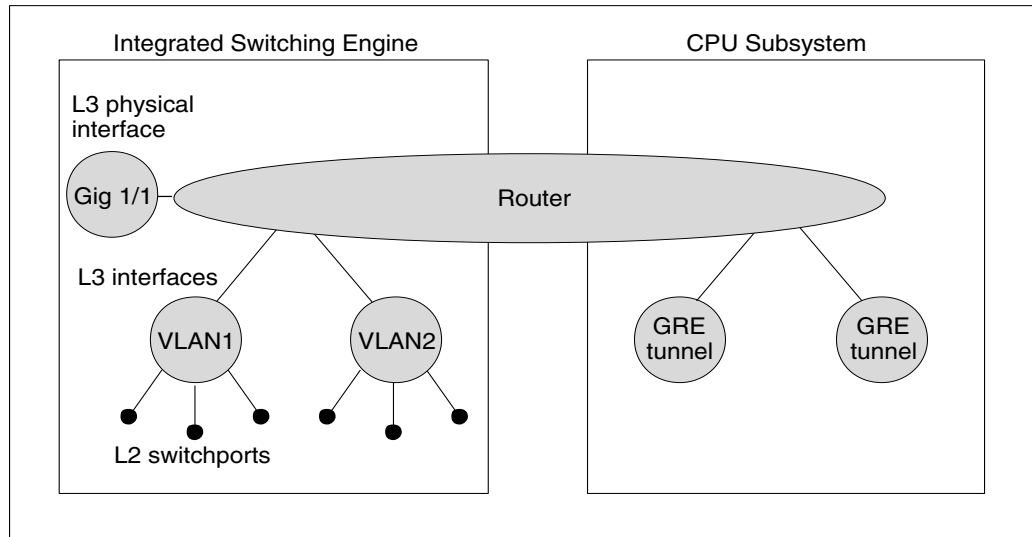 Integrated Switching Engine
CPU Subsystem
L3 physical
interface
Gig 1/1
Router
L3 interfaces
VLAN1
VLAN2
GRE
tunnel
GRE
tunnel
L2 switchports